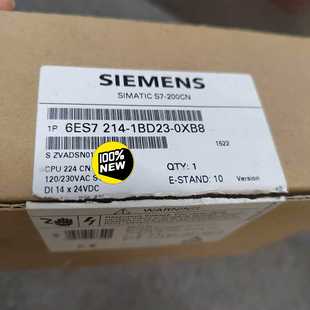 SIEMENS
SIMATIC S7-200CN
1P 6ES7 214-1BD23-0XB8
1522
S ZVADSN01
100% NEW
CPU 224 CN
QTY: 1
120/230VAC
E-STAND: 10 Version
DI 14 x 24VDC